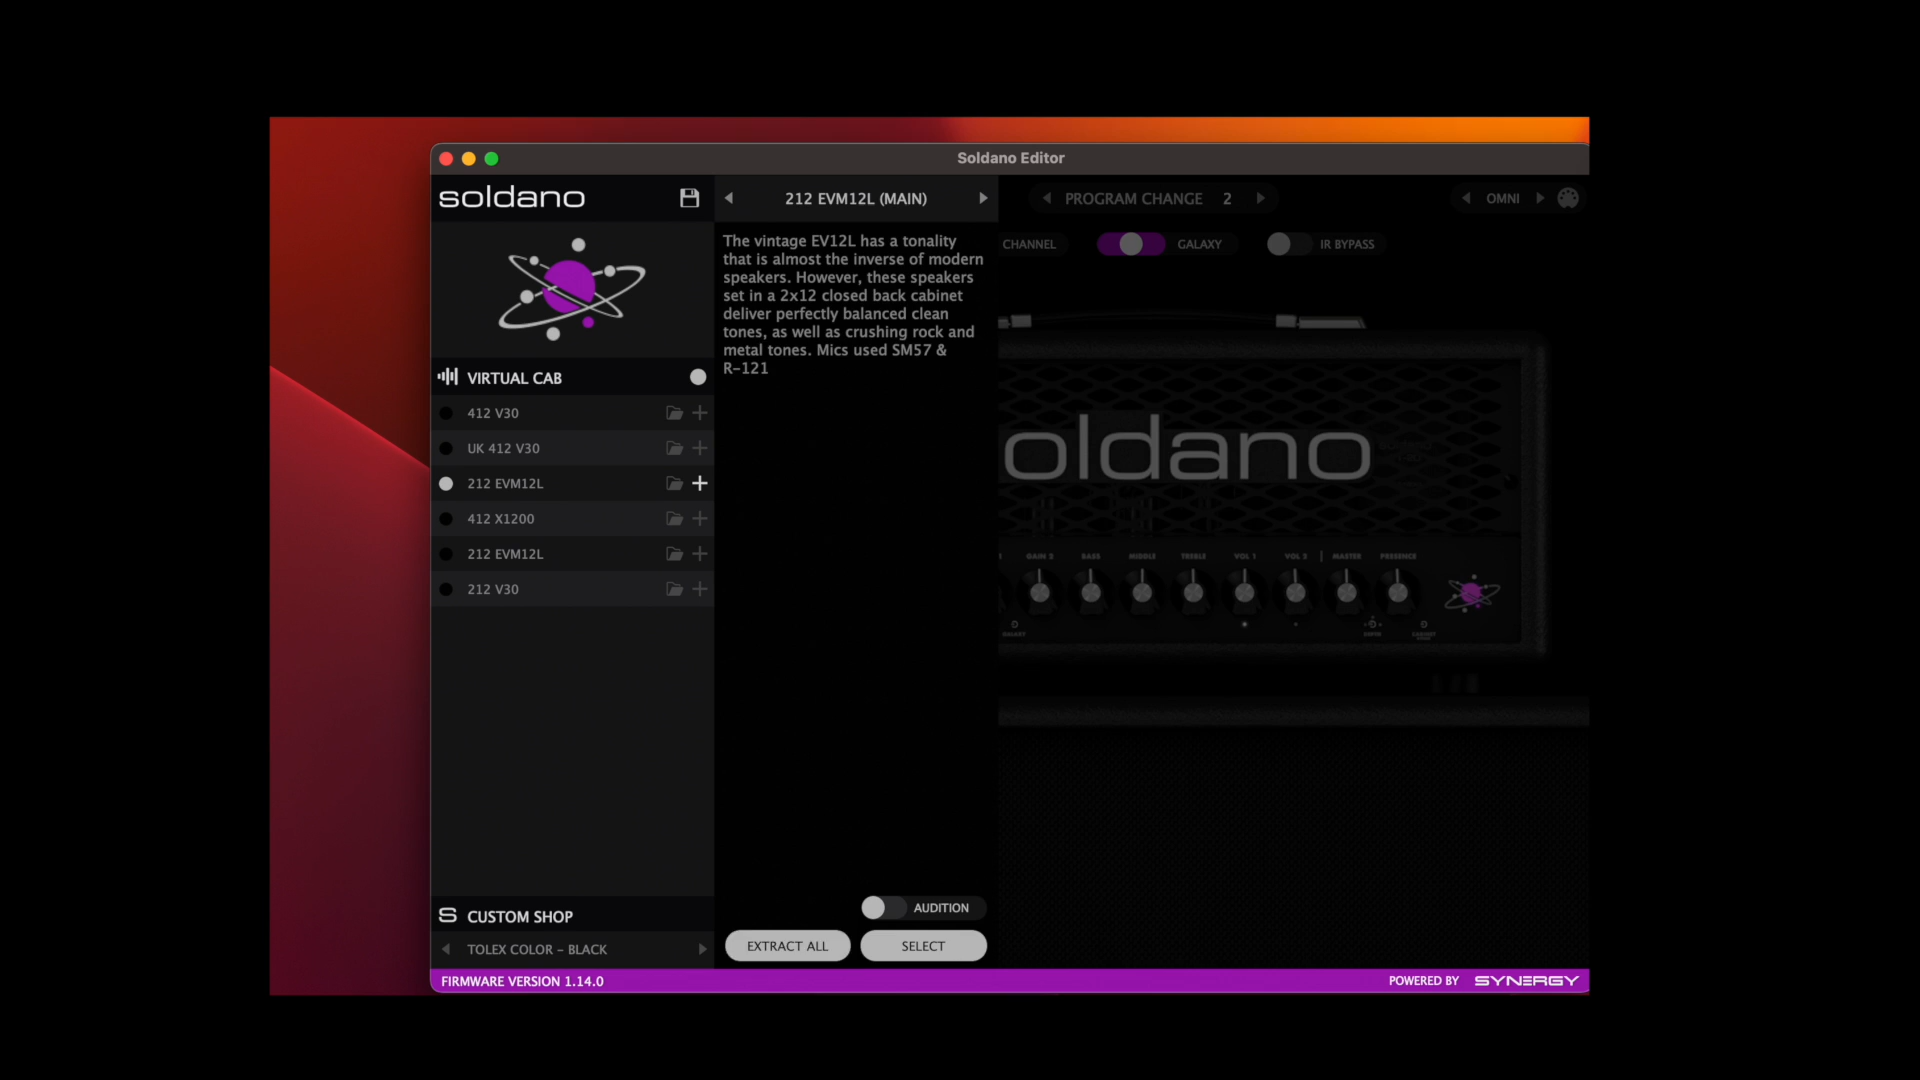 Soldano Editor
soldano
212 EVM12L (MAIN)
PROGRAM CHANGE 2
OMNI
CHANNEL
GALAXY
IR BYPASS
The vintage EV12L has a tonality
that is almost the inverse of modern
speakers. However, these speakers
set in a 2x12 closed back cabinet
deliver perfectly balanced clean
tones, as well as crushing rock and
metal tones. Mics used SM57 &
R-121
VIRTUAL CAB
412 V30
UK 412 V30
212 EVM12L
412 X1200
212 EVM12L
212 V30
oldano
GAIN 2 BASS MIDDLE TREBLE VOL 1 VOL 2 | MASTER PRESENCE
AUDITION
EXTRACT ALL
SELECT
S CUSTOM SHOP
TOLEX COLOR - BLACK
FIRMWARE VERSION 1.14.0
POWERED BY SYNERGY